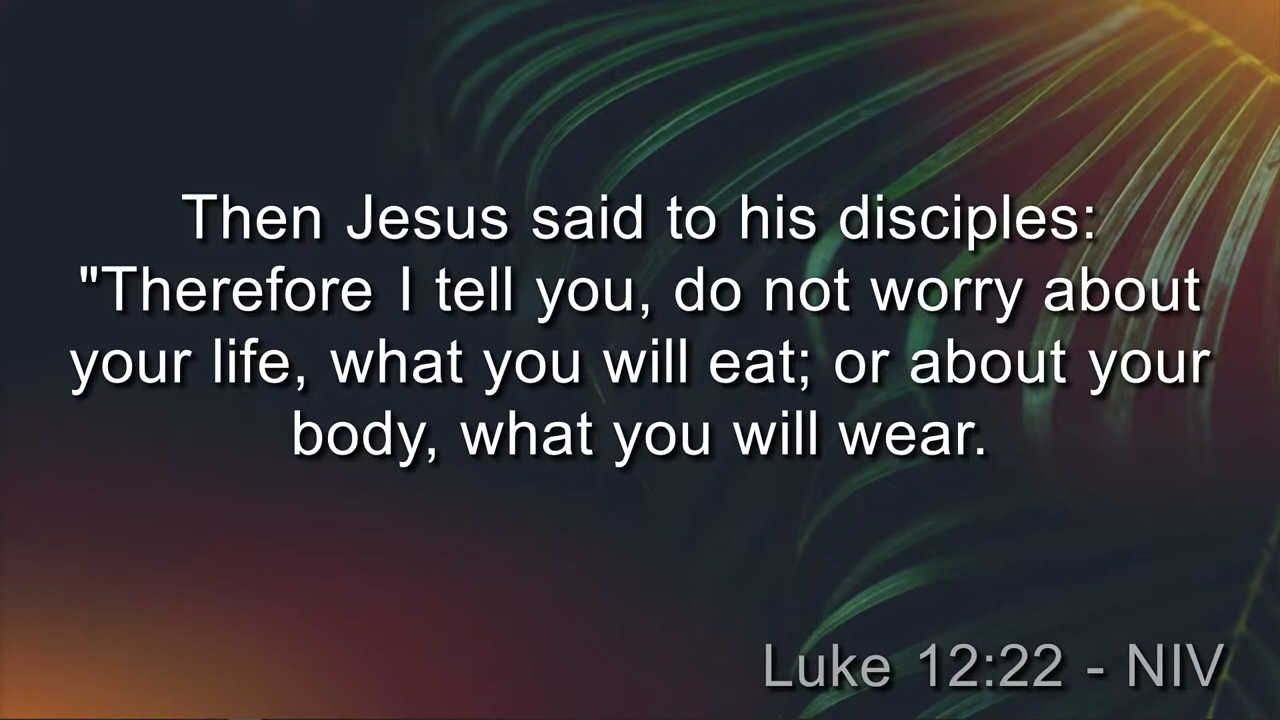 Then Jesus said to his disciples:
"Therefore I tell you, do not worry about
your life, what you will eat; or about your
body, what you will wear.
Luke 12:22 - NIV